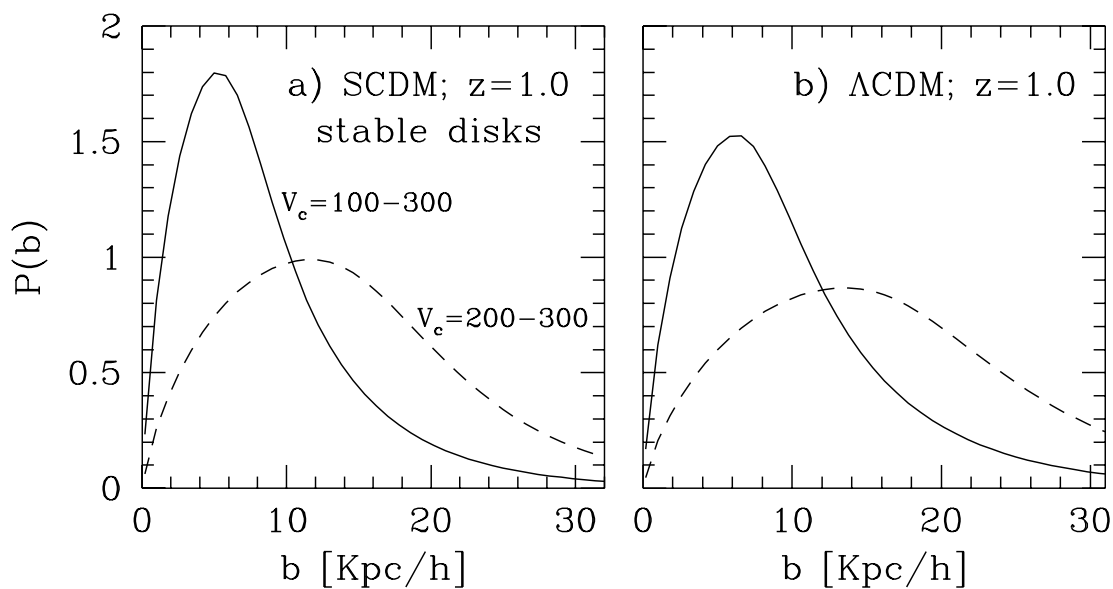 2
1.5
1
0.5
0
P(b)
a) SCDM; z=1.0
stable disks
V_c=100−300
V_c=200−300
0 10 20 30
b [Kpc/h]
b) ΛCDM; z=1.0
0 10 20 30
b [Kpc/h]